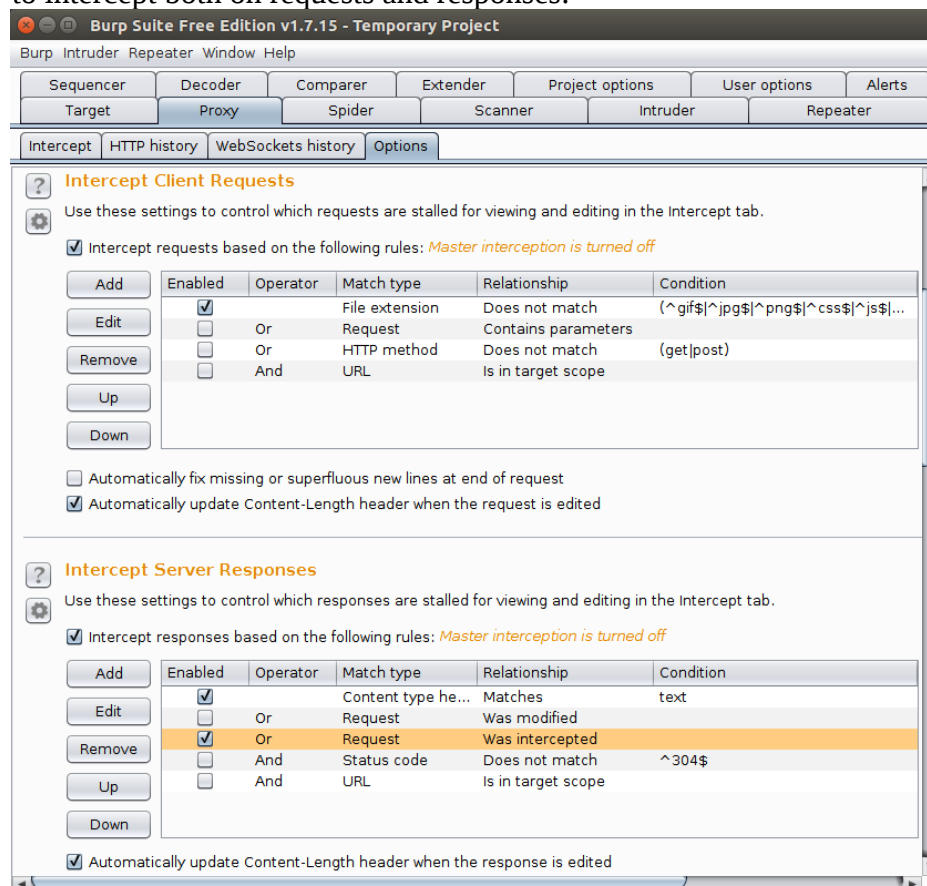 to intercept both on requests and responses.
Burp Suite Free Edition v1.7.15 - Temporary Project
Burp Intruder Repeater Window Help
Sequencer Decoder Comparer Extender Project options User options Alerts
Target Proxy Spider Scanner Intruder Repeater
Intercept HTTP history WebSockets history Options
? Intercept Client Requests
Use these settings to control which requests are stalled for viewing and editing in the Intercept tab.
Intercept requests based on the following rules: Master interception is turned off
Add Enabled Operator Match type Relationship Condition
File extension Does not match (^gif$|^jpg$|^png$|^css$|^js$|...
Edit Or Request Contains parameters
Or HTTP method Does not match (get|post)
Remove And URL Is in target scope
Up
Down
Automatically fix missing or superfluous new lines at end of request
Automatically update Content-Length header when the request is edited
? Intercept Server Responses
Use these settings to control which responses are stalled for viewing and editing in the Intercept tab.
Intercept responses based on the following rules: Master interception is turned off
Add Enabled Operator Match type Relationship Condition
Content type he... Matches text
Edit Or Request Was modified
Or Request Was intercepted
Remove And Status code Does not match ^304$
Up And URL Is in target scope
Down
Automatically update Content-Length header when the response is edited